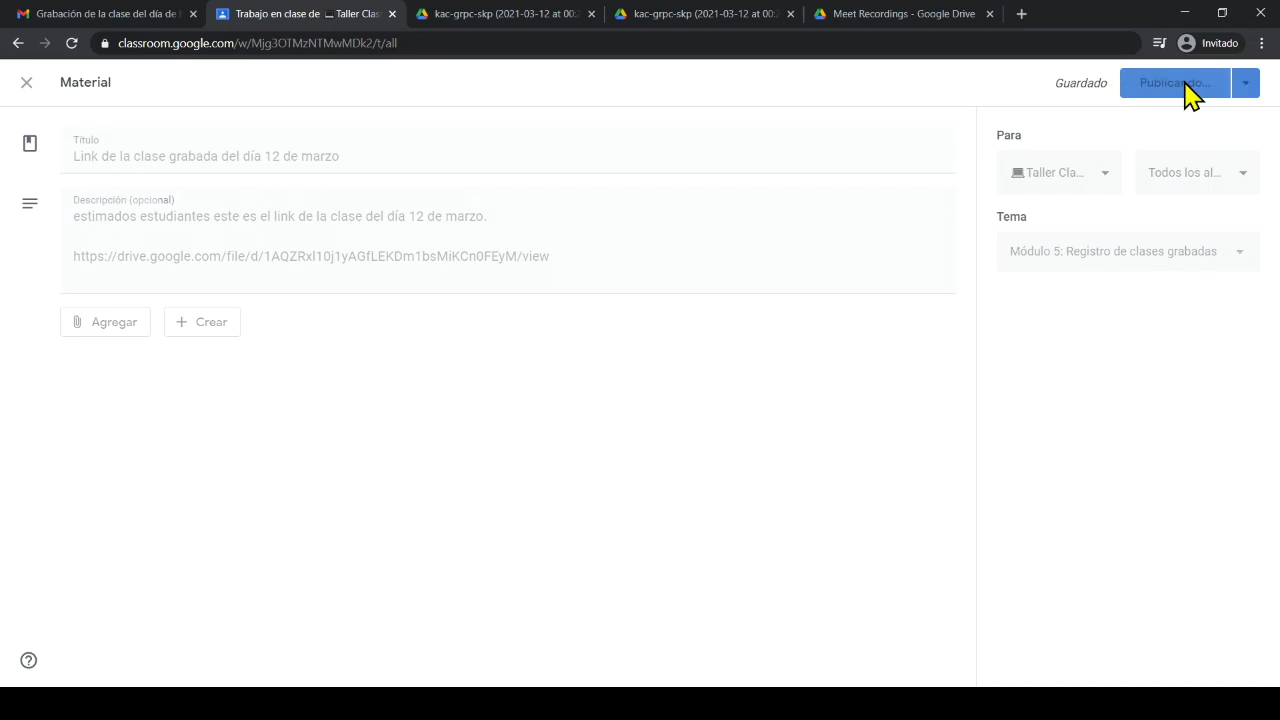 Grabación de la clase del día de
Trabajo en clase de 💻Taller Clas
kac-grpc-skp (2021-03-12 at 00:
kac-grpc-skp (2021-03-12 at 00:2
Meet Recordings - Google Drive
classroom.google.com/w/Mjg3OTMzNTMwMDk2/t/all
Invitado
Material
Guardado
Publicando...
Título
Link de la clase grabada del día 12 de marzo
Descripción (opcional)
estimados estudiantes este es el link de la clase del día 12 de marzo.
https://drive.google.com/file/d/1AQZRxl10j1yAGfLEKDm1bsMiKCn0FEyM/view
Agregar
Crear
Para
💻Taller Cla...
Todos los al...
Tema
Módulo 5: Registro de clases grabadas